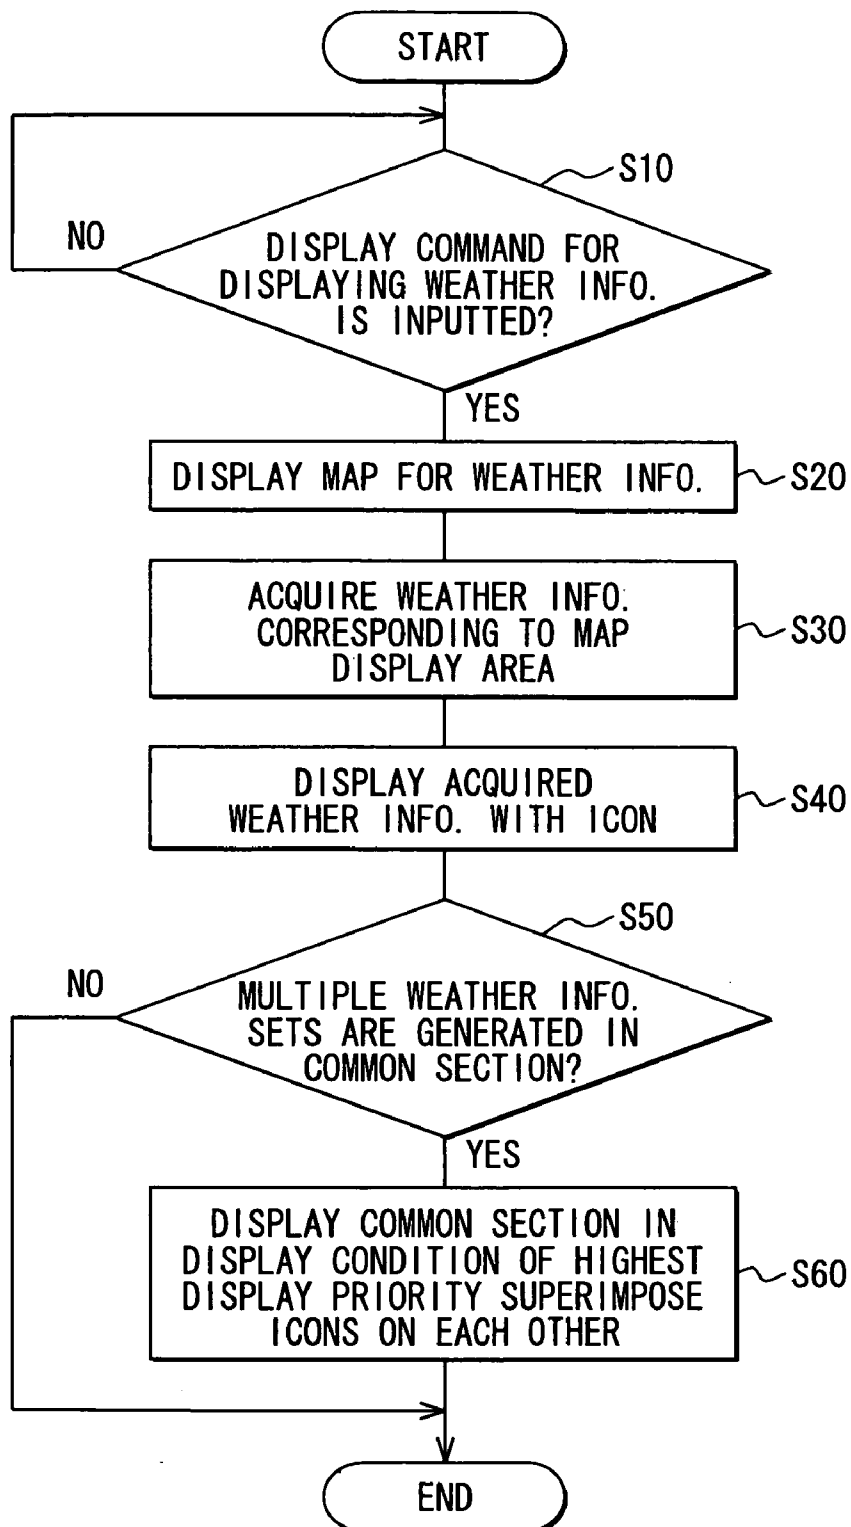 START
S10
NO
DISPLAY COMMAND FOR
DISPLAYING WEATHER INFO.
IS INPUTTED?
YES
DISPLAY MAP FOR WEATHER INFO.
S20
ACQUIRE WEATHER INFO.
CORRESPONDING TO MAP
DISPLAY AREA
S30
DISPLAY ACQUIRED
WEATHER INFO. WITH ICON
S40
S50
NO
MULTIPLE WEATHER INFO.
SETS ARE GENERATED IN
COMMON SECTION?
YES
DISPLAY COMMON SECTION IN
DISPLAY CONDITION OF HIGHEST
DISPLAY PRIORITY SUPERIMPOSE
ICONS ON EACH OTHER
S60
END